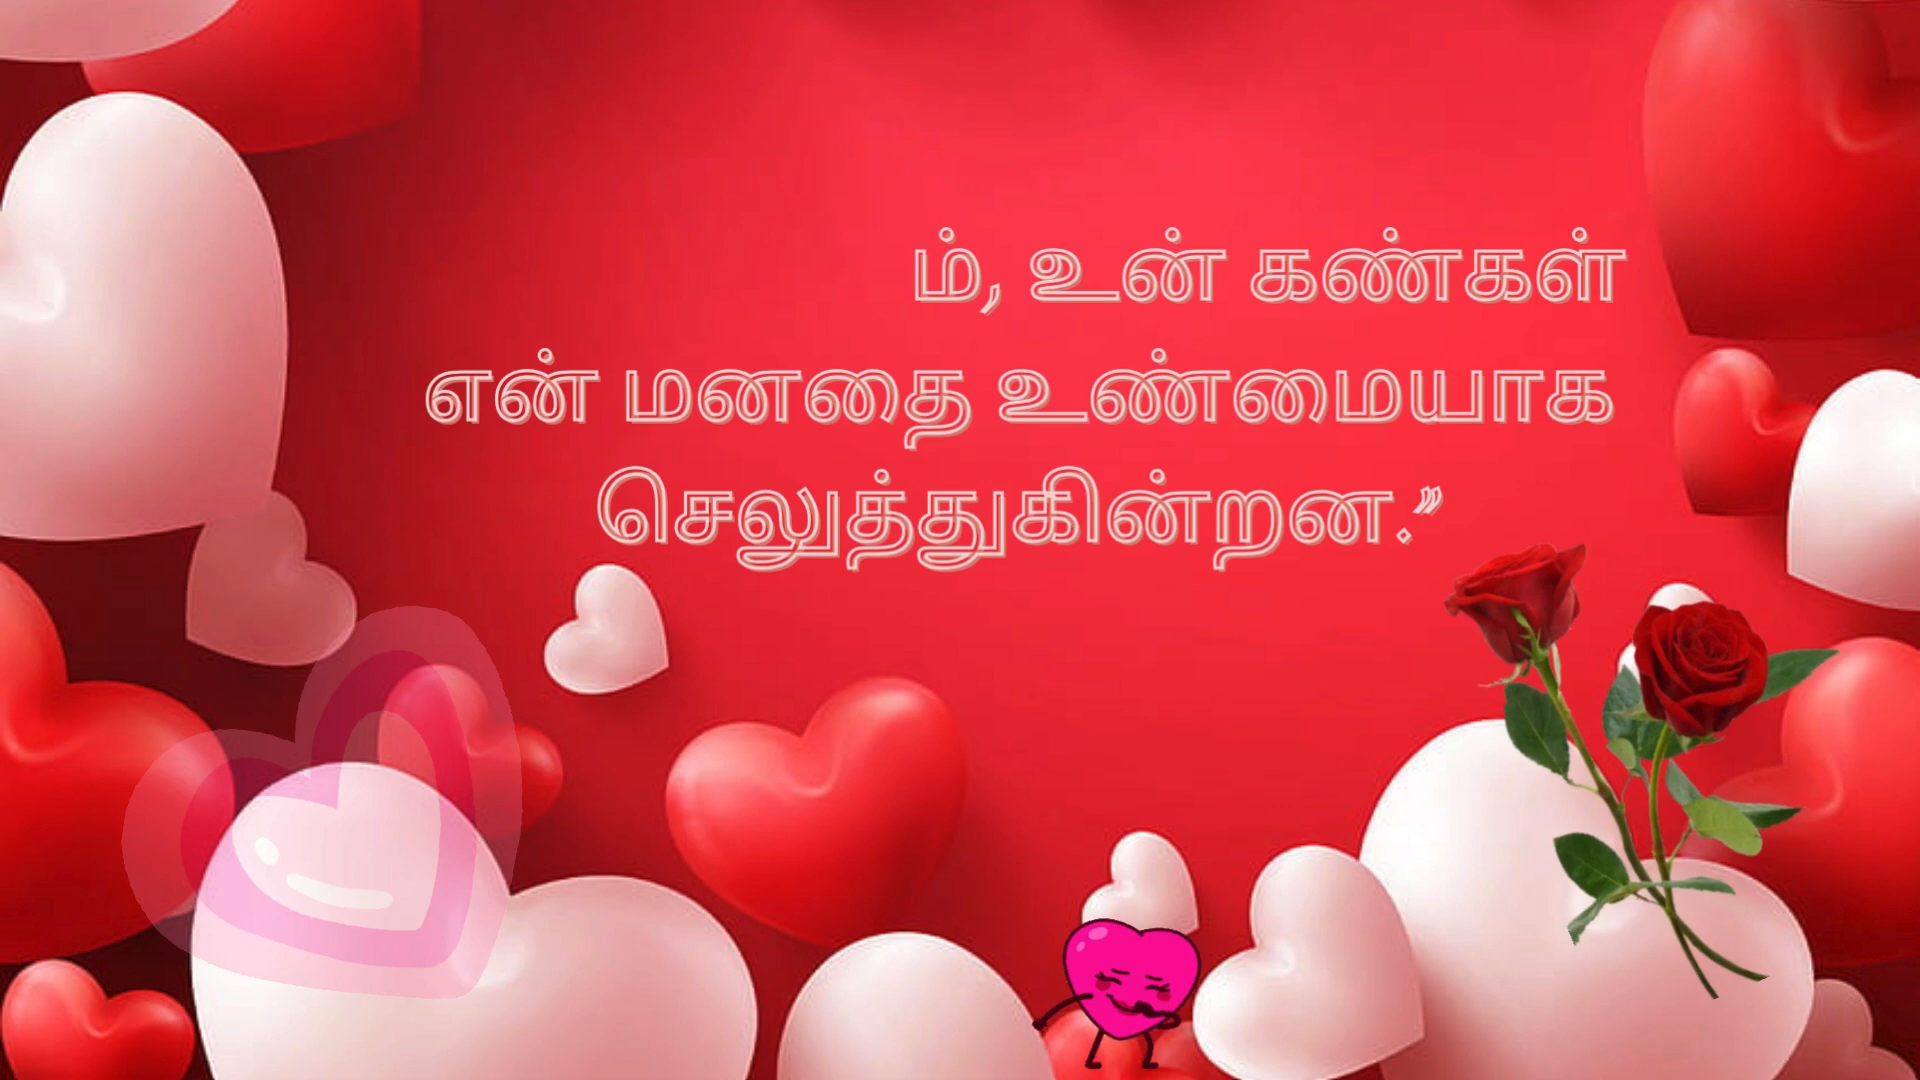 ம், உன் கண்கள்
என் மனதை உண்மையாக
செலுத்துகின்றன.”